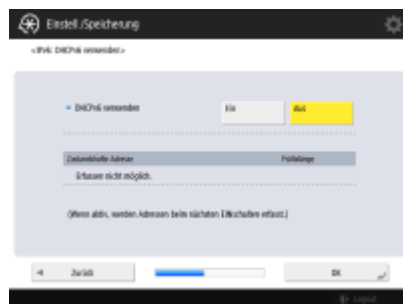 Einstell./Speicherung
<IPv6: DHCPv6 verwenden>
DHCPv6 verwenden
Ein
Aus
Zustandsbehaftete Adresse
Präfixlänge
Erfassen nicht möglich.
(Wenn aktiv, werden Adressen beim nächsten EINschalten erfasst.)
Zurück
OK
Logout